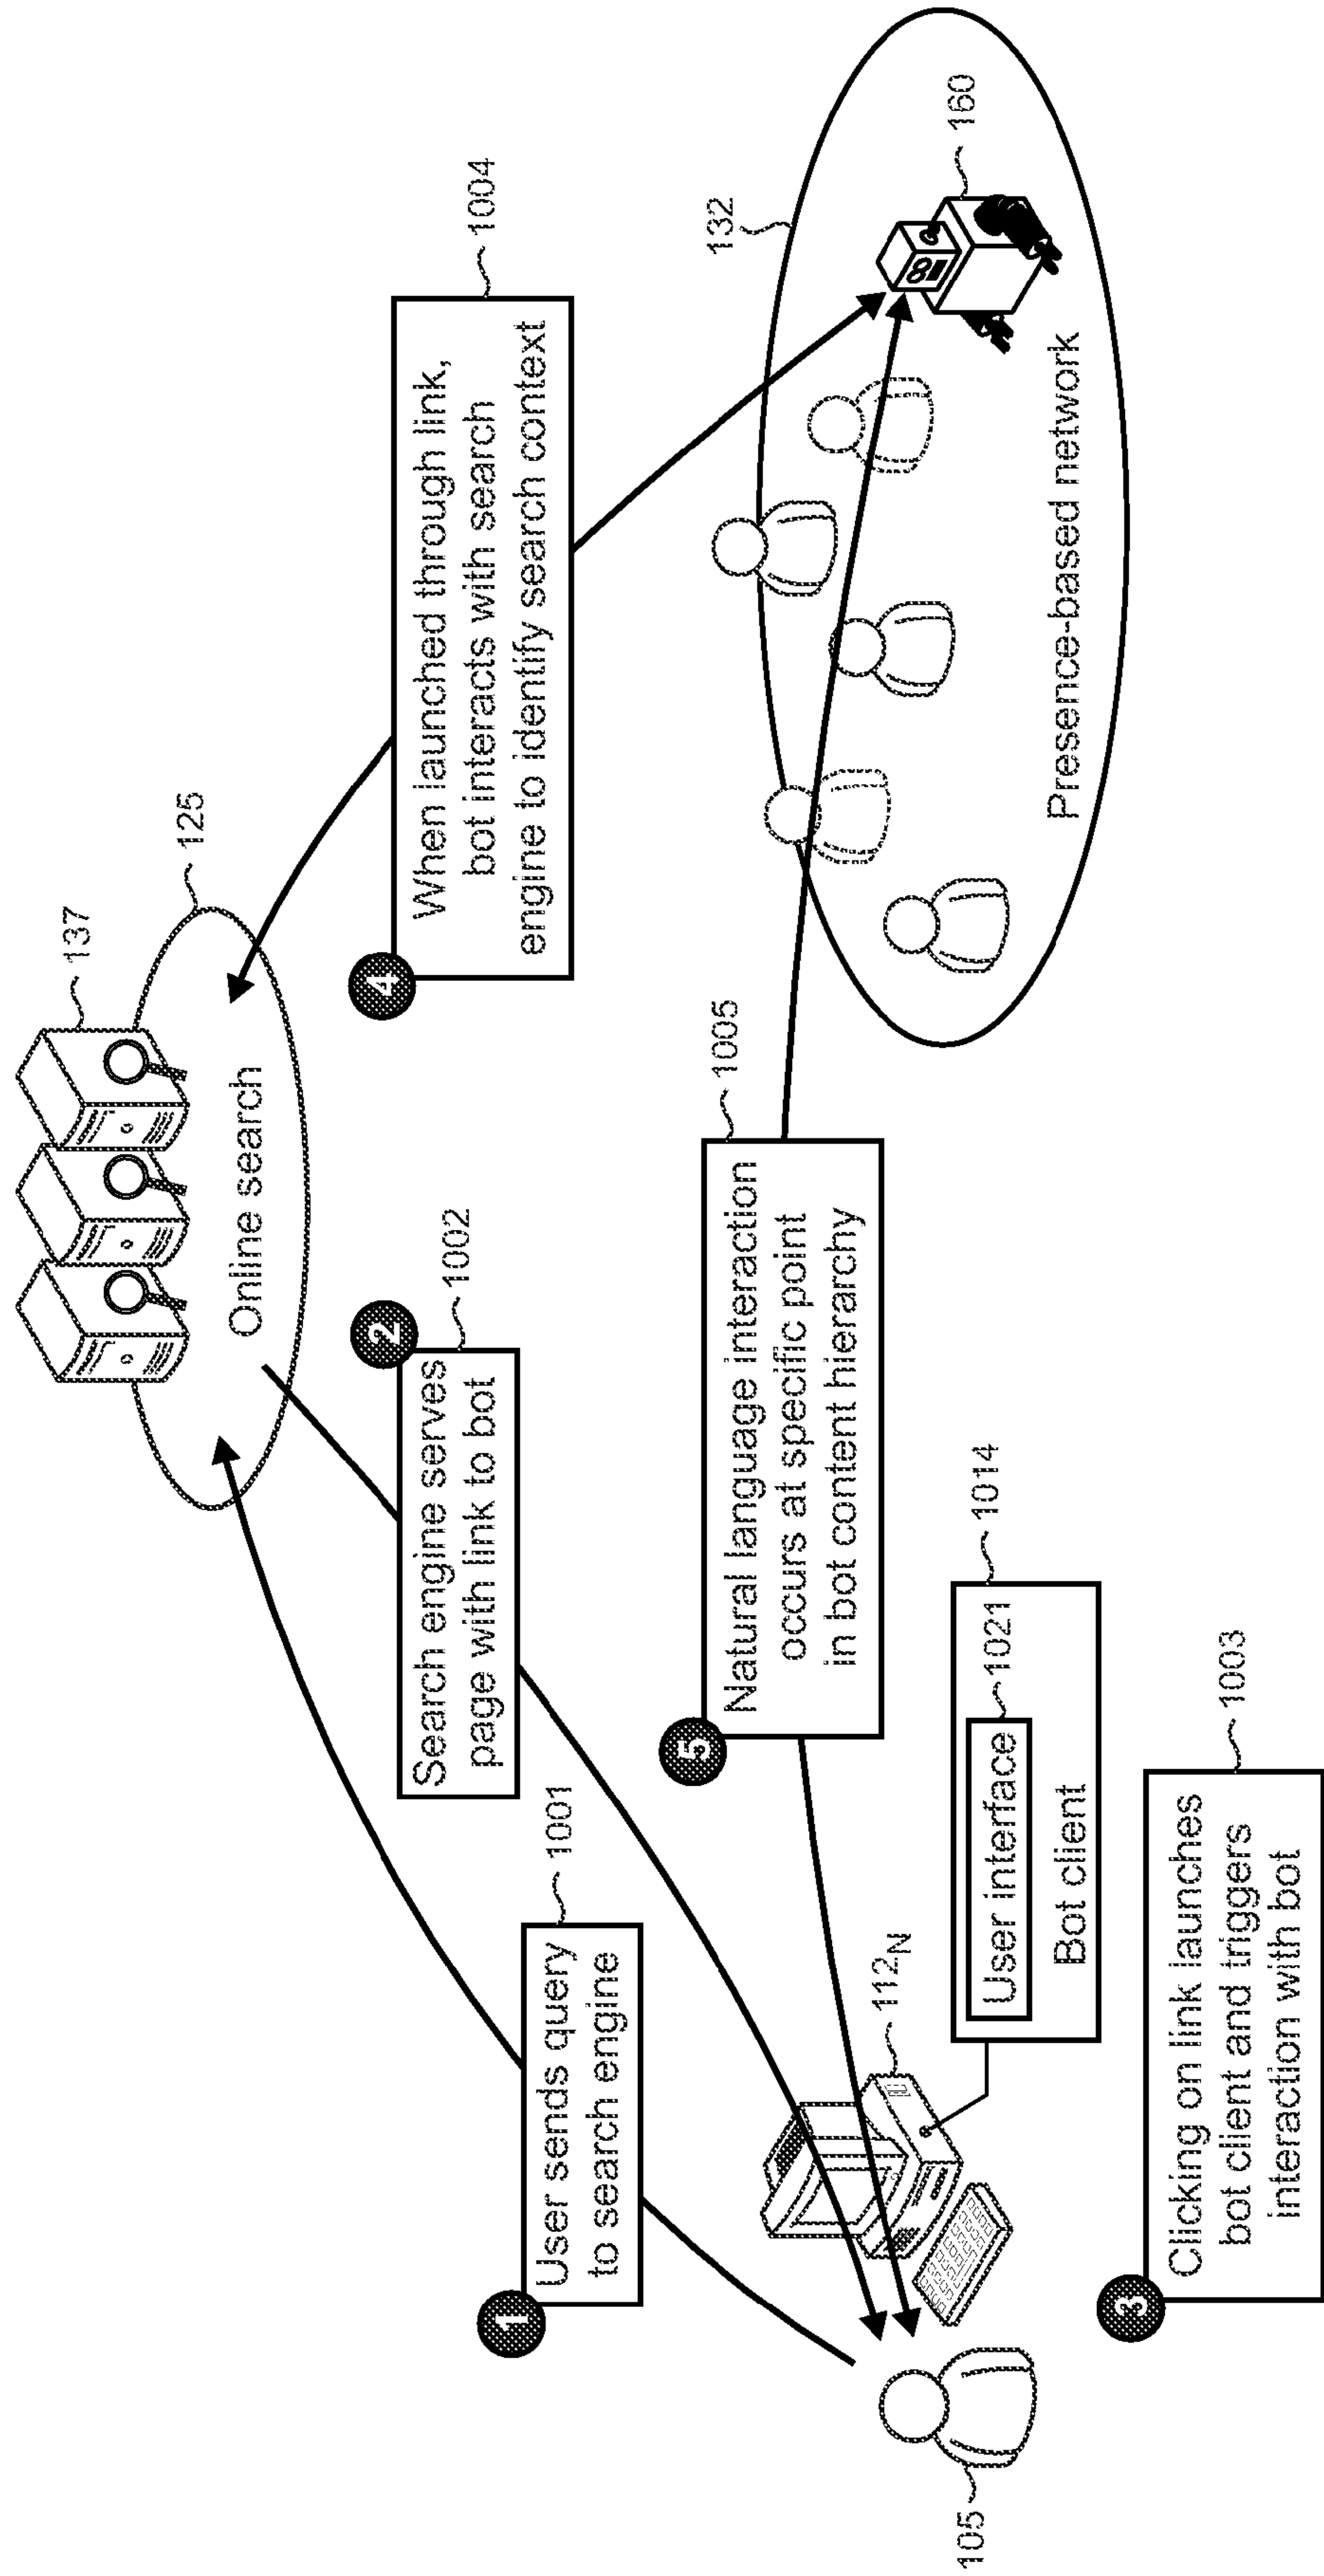 137
125
Online search
1
User sends query
to search engine
1001
2
Search engine serves
page with link to bot
1002
4
When launched through link,
bot interacts with search
engine to identify search context
1004
5
Natural language interaction
occurs at specific point
in bot content hierarchy
1005
132
160
Presence-based network
105
112N
User interface
1021
Bot client
1014
3
Clicking on link launches
bot client and triggers
interaction with bot
1003